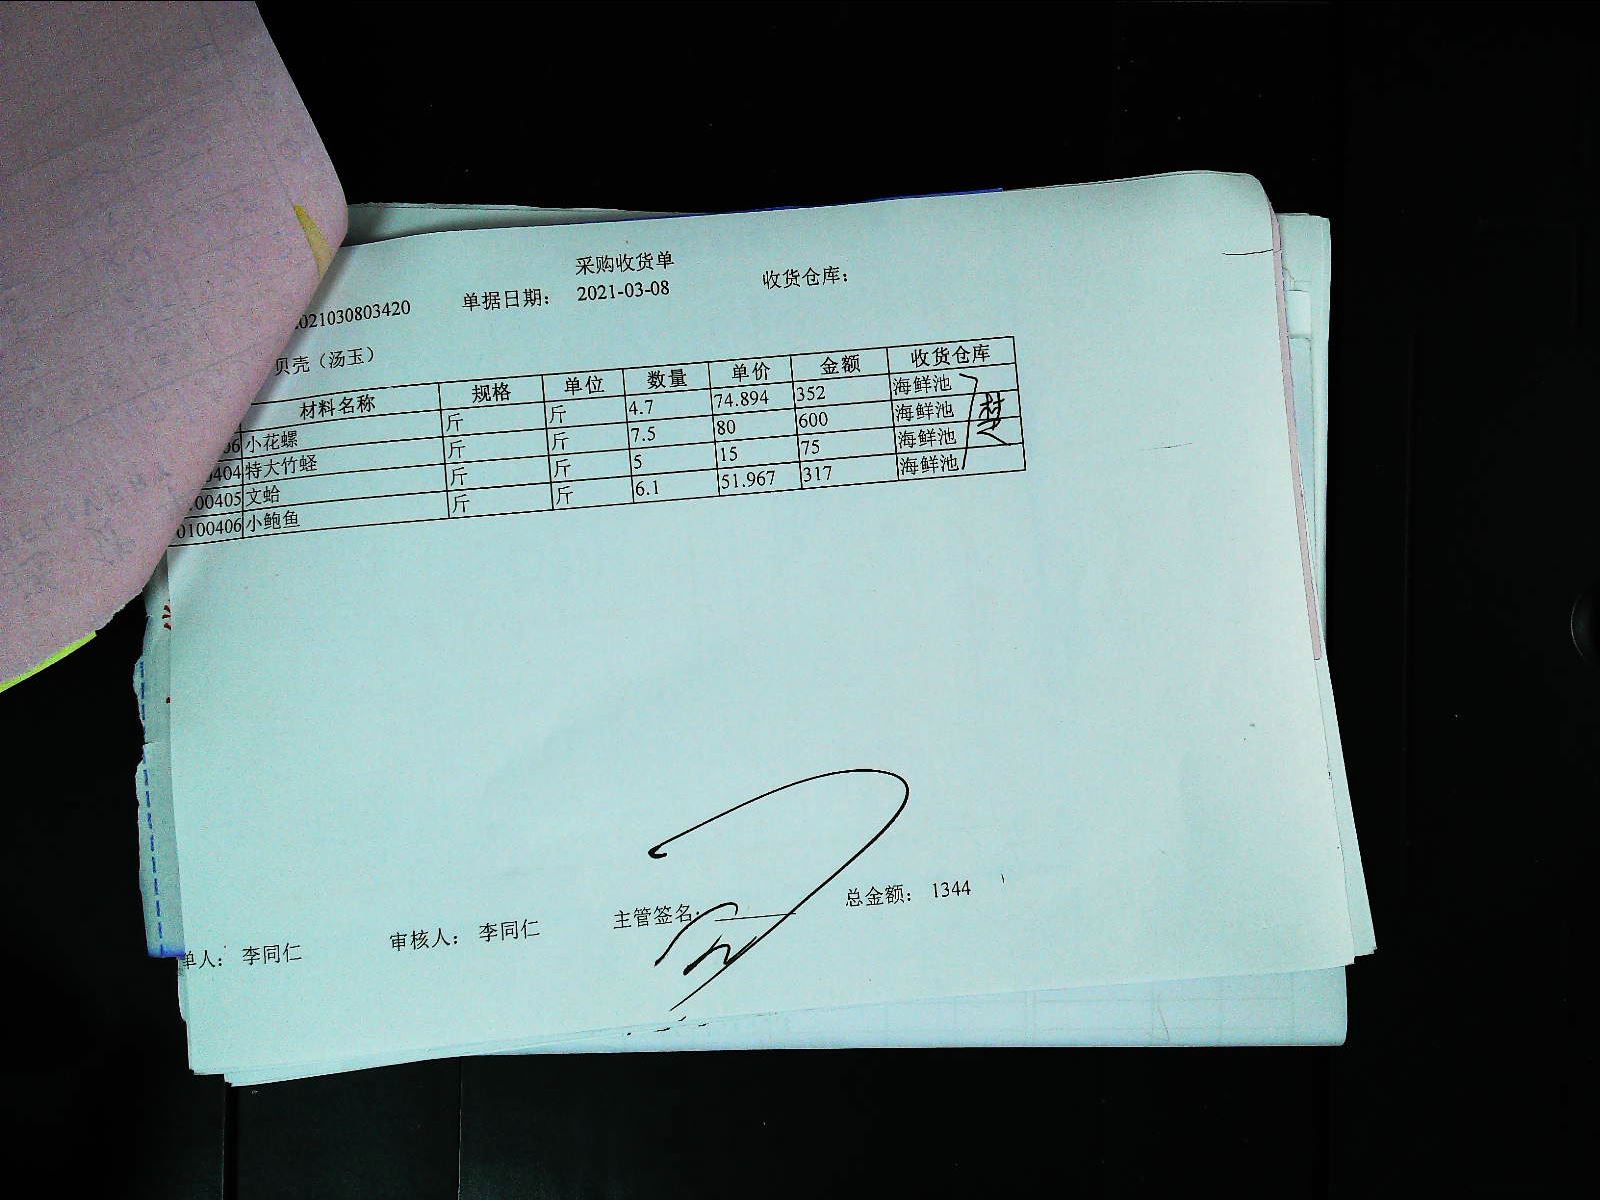 采购收货单
021030803420 单据日期： 2021-03-08 收货仓库：
贝壳（汤玉）
材料名称 规格 单位 数量 单价 金额 收货仓库
06 小花螺 斤 斤 4.7 74.894 352 海鲜池
0404 特大竹蛏 斤 斤 7.5 80 600 海鲜池
00405 文蛤 斤 斤 5 15 75 海鲜池
0100406 小鲍鱼 斤 斤 6.1 51.967 317 海鲜池
单人： 李同仁 审核人： 李同仁 主管签名： 总金额： 1344